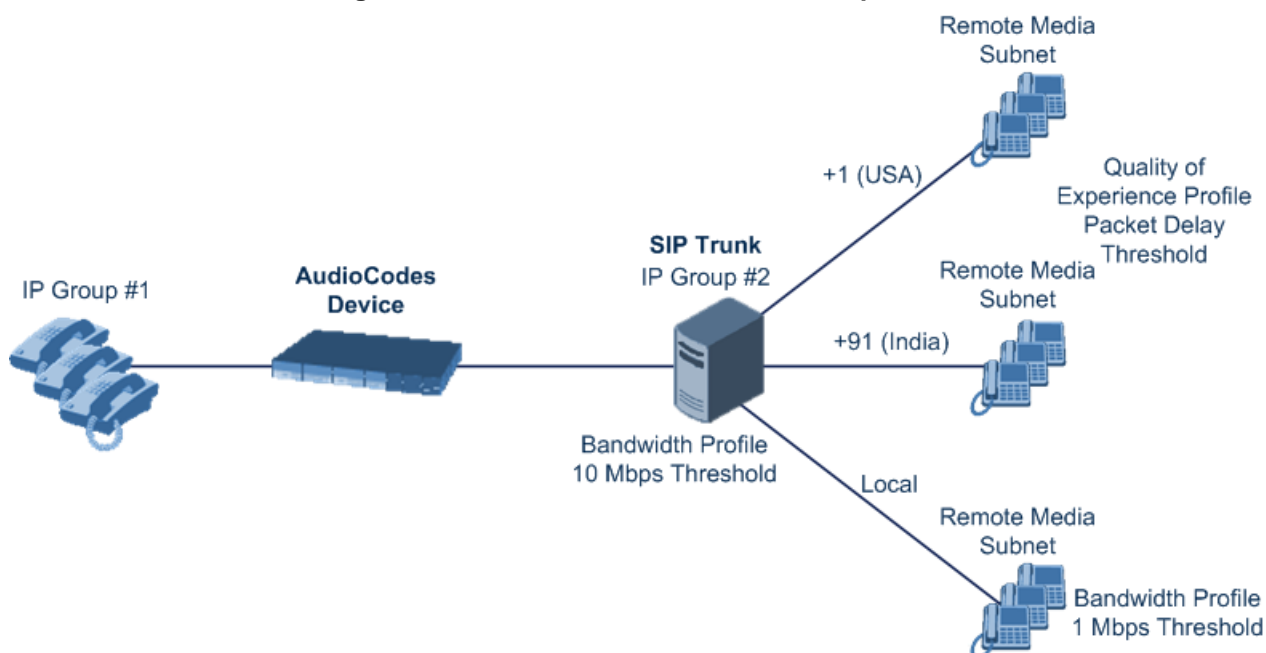 Remote Media
Subnet
+1 (USA)
Quality of
Experience Profile
Packet Delay
Threshold
SIP Trunk
IP Group #2
AudioCodes
Device
IP Group #1
Remote Media
Subnet
+91 (India)
Bandwidth Profile
10 Mbps Threshold
Local
Remote Media
Subnet
Bandwidth Profile
1 Mbps Threshold